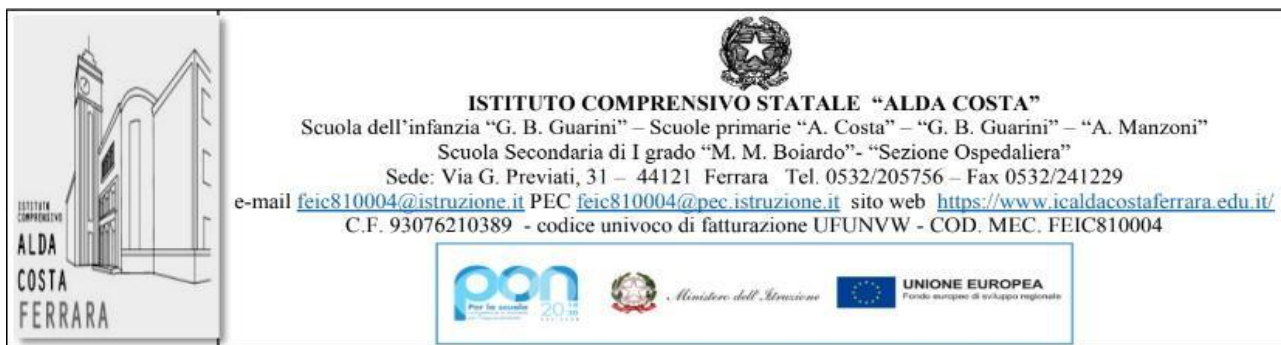 ISTITUTO COMPRENSIVO STATALE “ALDA COSTA”
Scuola dell’infanzia “G. B. Guarini” – Scuole primarie “A. Costa” – “G. B. Guarini” – “A. Manzoni”
Scuola Secondaria di I grado “M. M. Boiardo”- “Sezione Ospedaliera”
Sede: Via G. Previati, 31 – 44121 Ferrara Tel. 0532/205756 – Fax 0532/241229
e-mail feic810004@istruzione.it PEC feic810004@pec.istruzione.it sito web https://www.icaldacostaferrara.edu.it/
C.F. 93076210389 - codice univoco di fatturazione UFUNVW - COD. MEC. FEIC810004
ISTITUTO
COMPRENSIVO
ALDA
COSTA
FERRARA
pon
Per la scuola
Ministero dell’Istruzione
UNIONE EUROPEA
Fondo europeo di sviluppo regionale